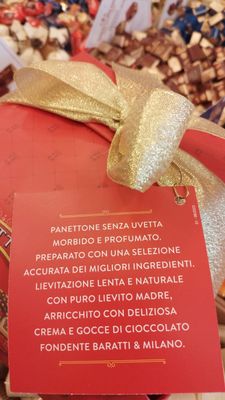 PANETTONE SENZA UVETTA
MORBIDO E PROFUMATO.
PREPARATO CON UNA SELEZIONE
ACCURATA DEI MIGLIORI INGREDIENTI.
LIEVITAZIONE LENTA E NATURALE
CON PURO LIEVITO MADRE,
ARRICCHITO CON DELIZIOSA
CREMA E GOCCE DI CIOCCOLATO
FONDENTE BARATTI & MILANO.